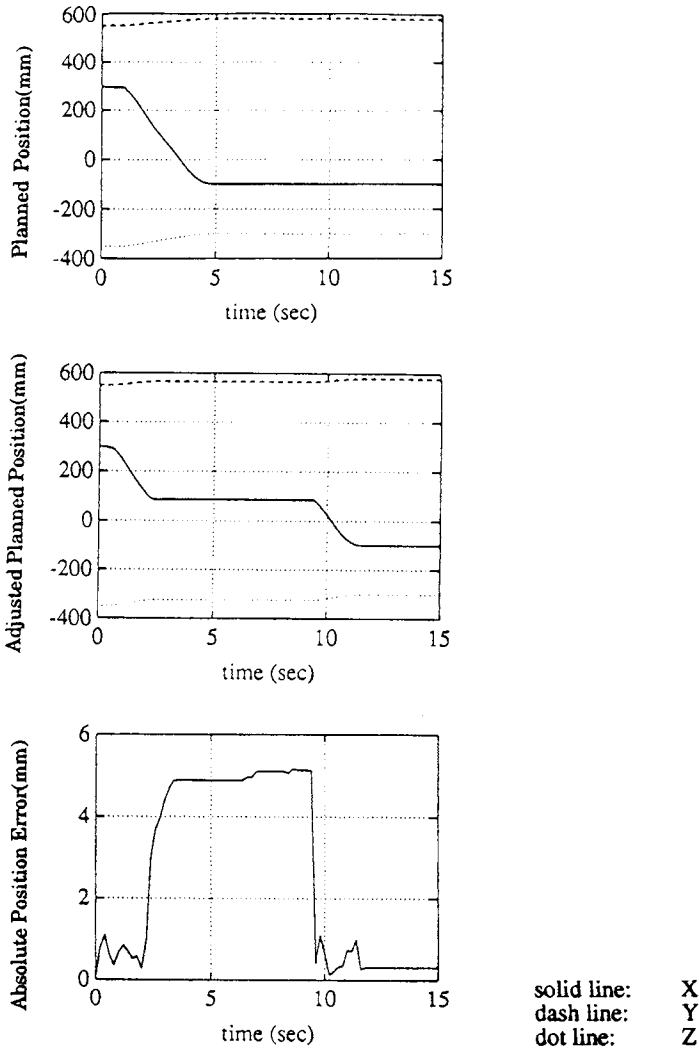 Planned Position(mm)
600
400
200
0
-200
-400
0 5 10 15
time (sec)
Adjusted Planned Position(mm)
600
400
200
0
-200
-400
0 5 10 15
time (sec)
Absolute Position Error(mm)
6
4
2
0
0 5 10 15
time (sec)
solid line: X
dash line: Y
dot line: Z